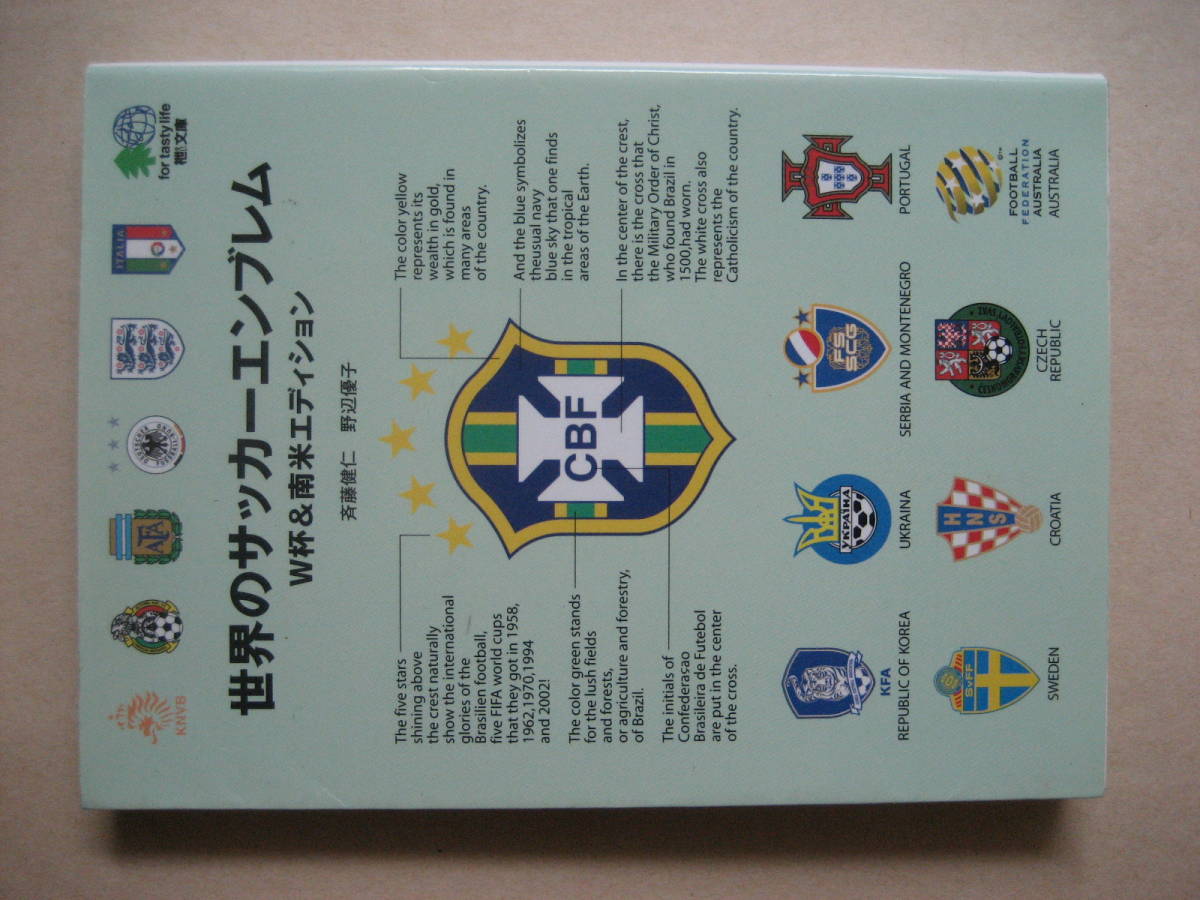 KNVB
AFA
ITALIA
for tasty life
枻文庫
世界のサッカーエンブレム
W杯&南米エディション
斉藤健仁 野辺優子
The five stars
shining above
the crest naturally
show the international
glories of the
Brasilien football,
five FIFA world cups
that they got in 1958,
1962,1970,1994
and 2002!
The color green stands
for the lush fields
and forests,
or agriculture and forestry,
of Brazil.
The initials of
Confederaçao
Brasileira de Futebol
are put in the center
of the cross.
CBF
The color yellow
represents its
wealth in gold,
which is found in
many areas
of the country,
And the blue symbolizes
theusual navy
blue sky that one finds
in the tropical
areas of the Earth.
In the center of the crest,
there is the cross that
the Military Order of Christ,
who found Brazil in
1500,had worn.
The white cross also
represents the
Catholicism of the country.
KFA
REPUBLIC OF KOREA
УКРАЇНА
UKRAINA
FS
SCG
SERBIA AND MONTENEGRO
PORTUGAL
SvFF
SWEDEN
HNS
CROATIA
CZECH
REPUBLIC
FOOTBALL
FEDERATION
AUSTRALIA
AUSTRALIA